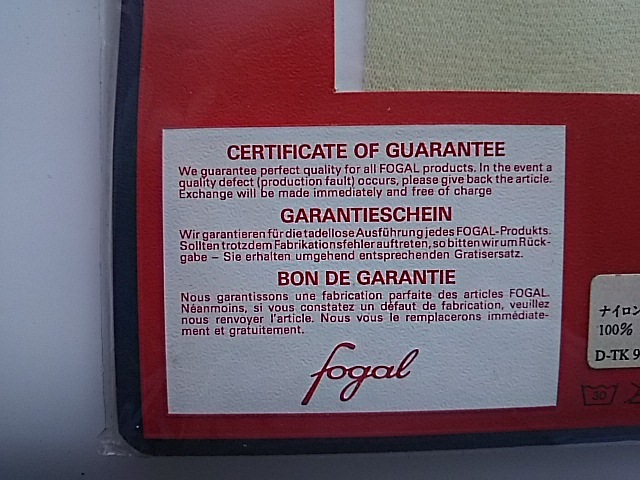 CERTIFICATE OF GUARANTEE
We guarantee perfect quality for all FOGAL products. In the event a
quality defect (production fault) occurs, please give back the article.
Exchange will be made immediately and free of charge
GARANTIESCHEIN
Wir garantieren für die tadellose Ausführung jedes FOGAL-Produkts.
Sollten trotzdem Fabrikationsfehler auftreten, so bitten wir um Rück-
gabe – Sie erhalten umgehend entsprechenden Gratisersatz.
BON DE GARANTIE
Nous garantissons une fabrication parfaite des articles FOGAL.
Néanmoins, si vous constatez un défaut de fabrication, veuillez
nous renvoyer l'article. Nous vous le remplacerons immédiate-
ment et gratuitement.
fogal
ナイロン
100%
D-TK 9
30